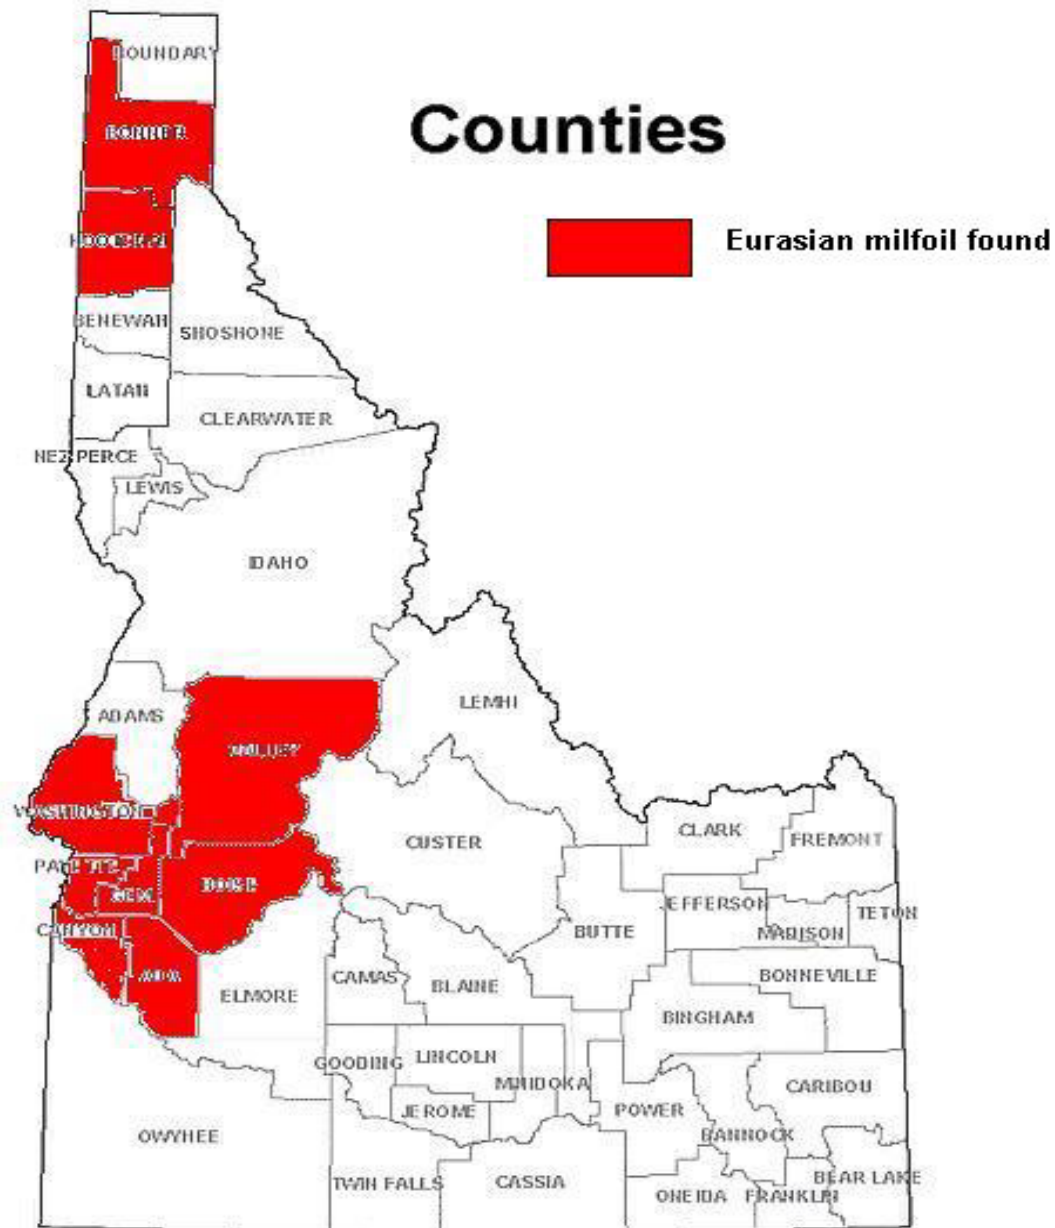 BOUNDARY
Counties
BONNER
Eurasian milfoil found
KOOTENAI
BENEWAH
SHOSHONE
LATAH
CLEARWATER
NEZ PERCE
LEWIS
IDAHO
LEMHI
ADAMS
VALLEY
WASHINGTON
CLARK
FREMONT
CUSTER
PAYETTE
GEM
BOISE
JEFFERSON
TETON
MADISON
BUTTE
CANYON
ADA
CAMAS
BLAINE
BONNEVILLE
ELMORE
BINGHAM
GOODING
LINCOLN
MINIDOKA
CARIBOU
JEROME
POWER
OWYHEE
BANNOCK
TWIN FALLS
CASSIA
BEAR LAKE
ONEIDA
FRANKLIN